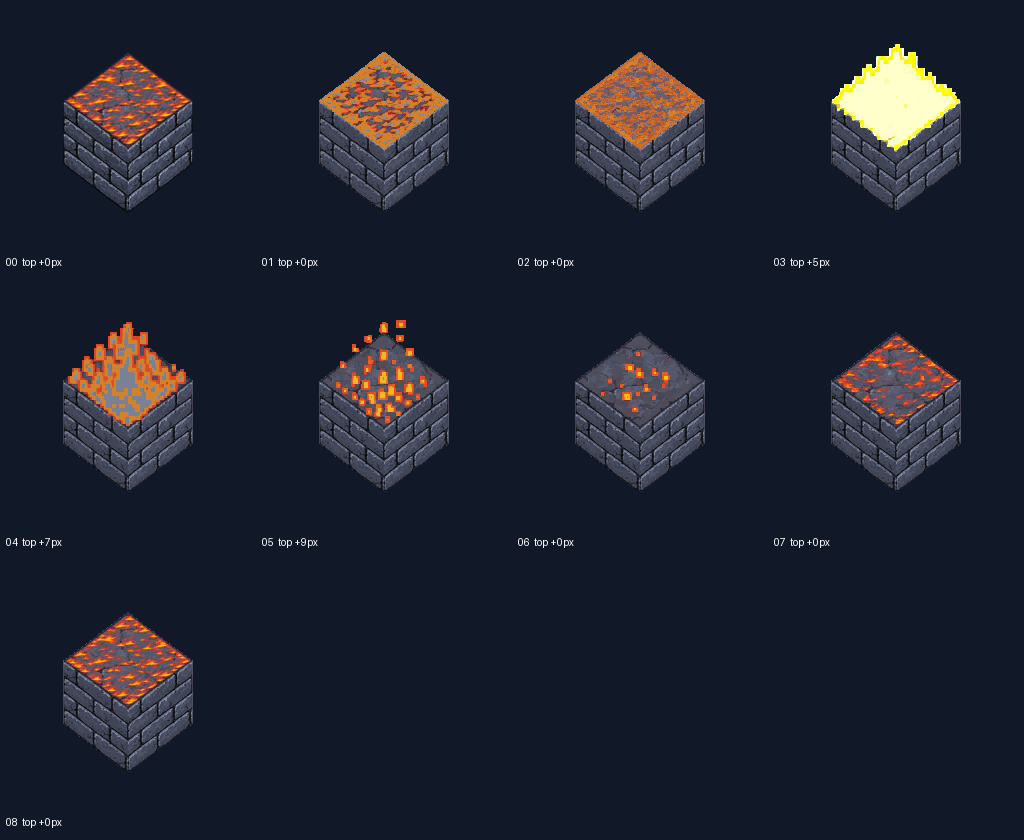 00 top +0px
01 top +0px
02 top +0px
03 top +5px
04 top +7px
05 top +9px
06 top +0px
07 top +0px
08 top +0px